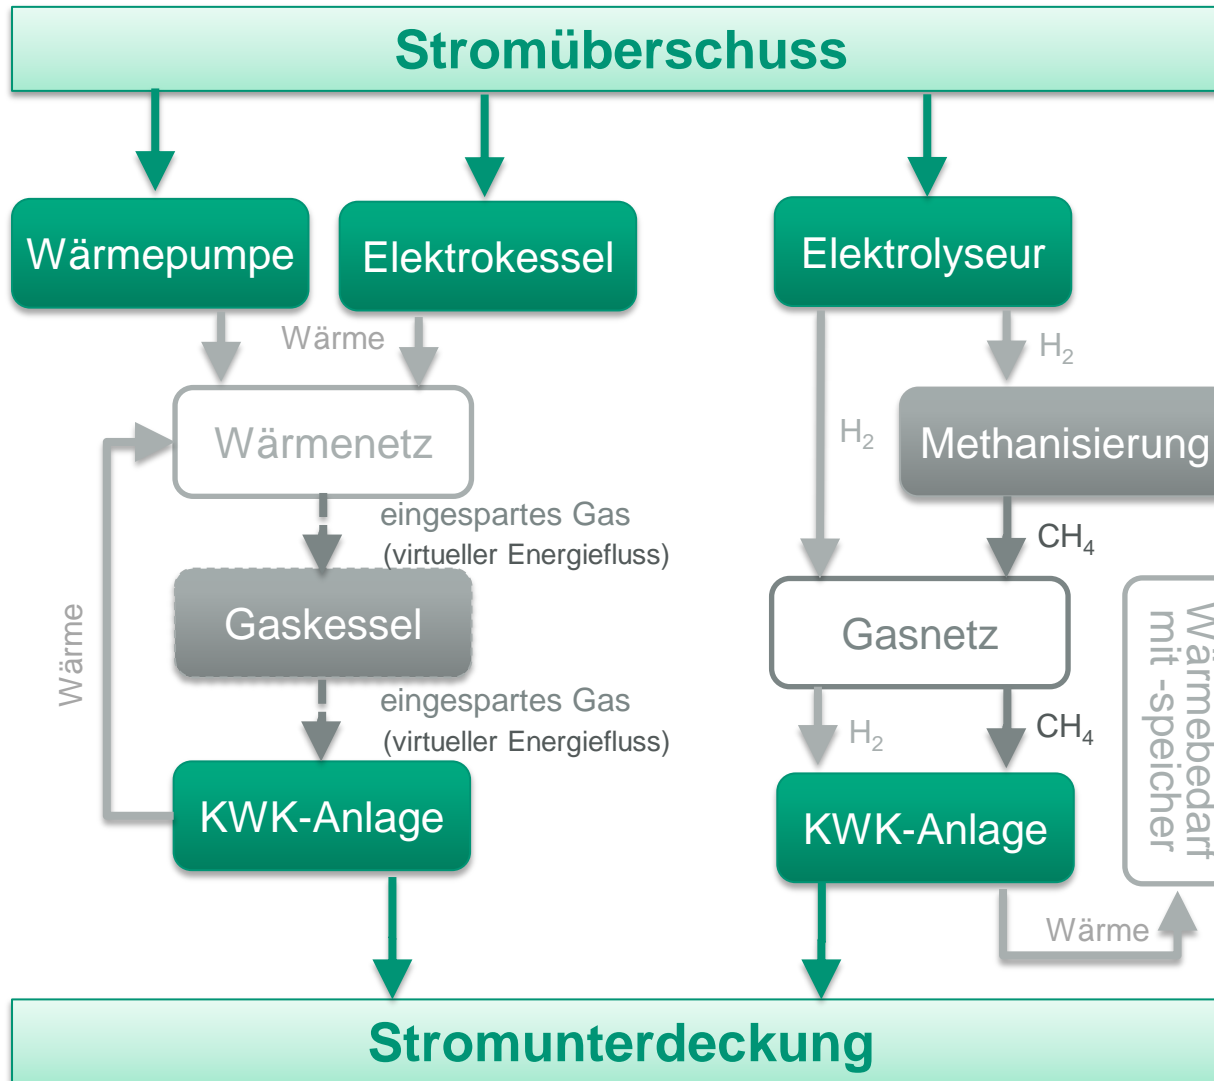 Stromüberschuss
Wärmepumpe
Elektrokessel
Elektrolyseur
Wärme
H2
Wärmenetz
H2
Methanisierung
eingespartes Gas
(virtueller Energiefluss)
CH4
Gaskessel
Gasnetz
Wärmebedarf
mit -speicher
Wärme
eingespartes Gas
(virtueller Energiefluss)
H2
CH4
KWK-Anlage
KWK-Anlage
Wärme
Stromunterdeckung